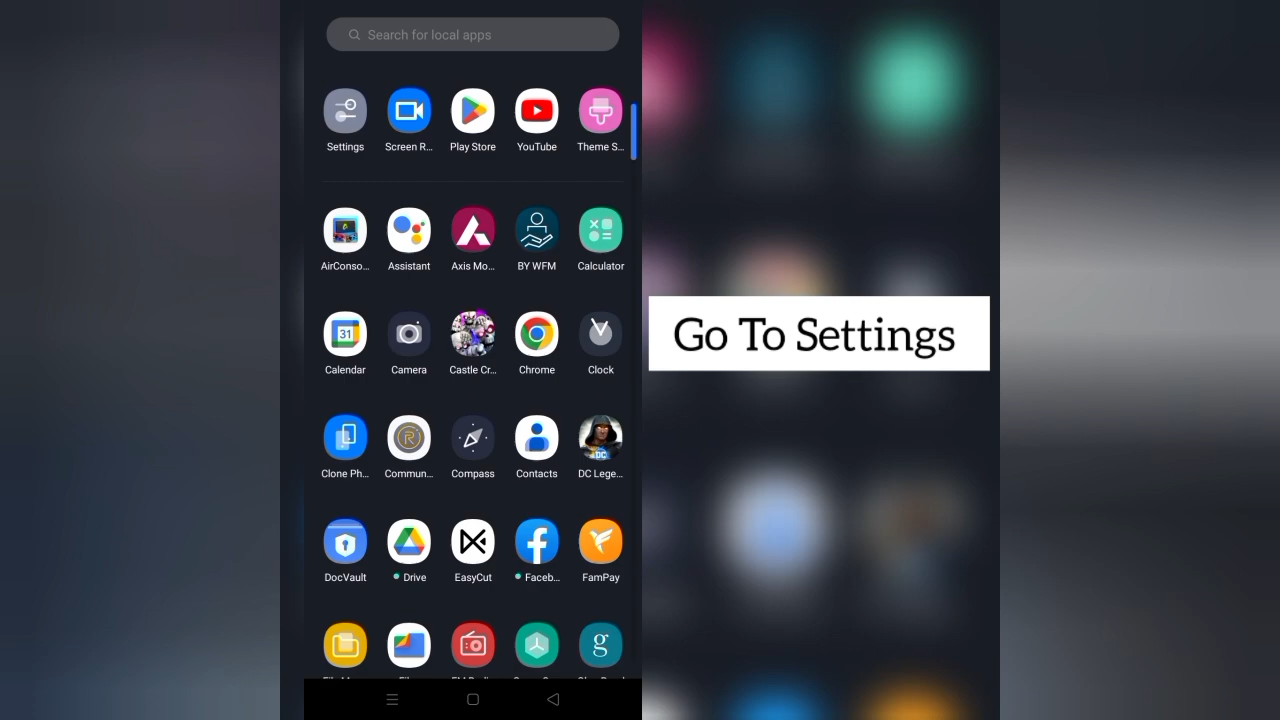 Search for local apps
Settings Screen R... Play Store YouTube Theme S...
AirConso... Assistant Axis Mo... BY WFM Calculator
31
Calendar Camera Castle Cr... Chrome Clock
Go To Settings
R
DC
Clone Ph... Commun... Compass Contacts DC Lege...
DocVault Drive EasyCut Faceb... FamPay
g